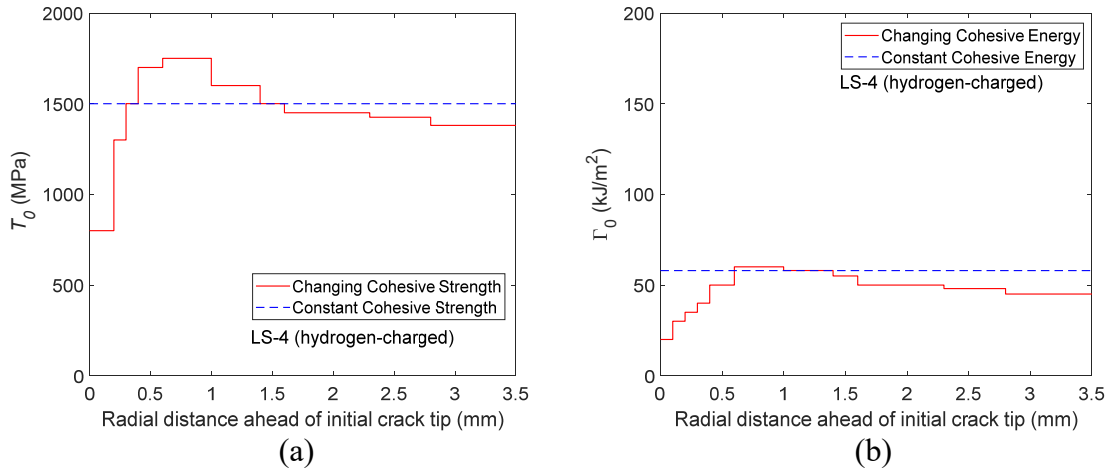 2000
1500
1000
500
0
T₀ (MPa)
Changing Cohesive Strength
Constant Cohesive Strength
LS-4 (hydrogen-charged)
0 0.5 1 1.5 2 2.5 3 3.5
Radial distance ahead of initial crack tip (mm)
(a)
200
150
100
50
0
Γ₀ (kJ/m²)
Changing Cohesive Energy
Constant Cohesive Energy
LS-4 (hydrogen-charged)
0 0.5 1 1.5 2 2.5 3 3.5
Radial distance ahead of initial crack tip (mm)
(b)